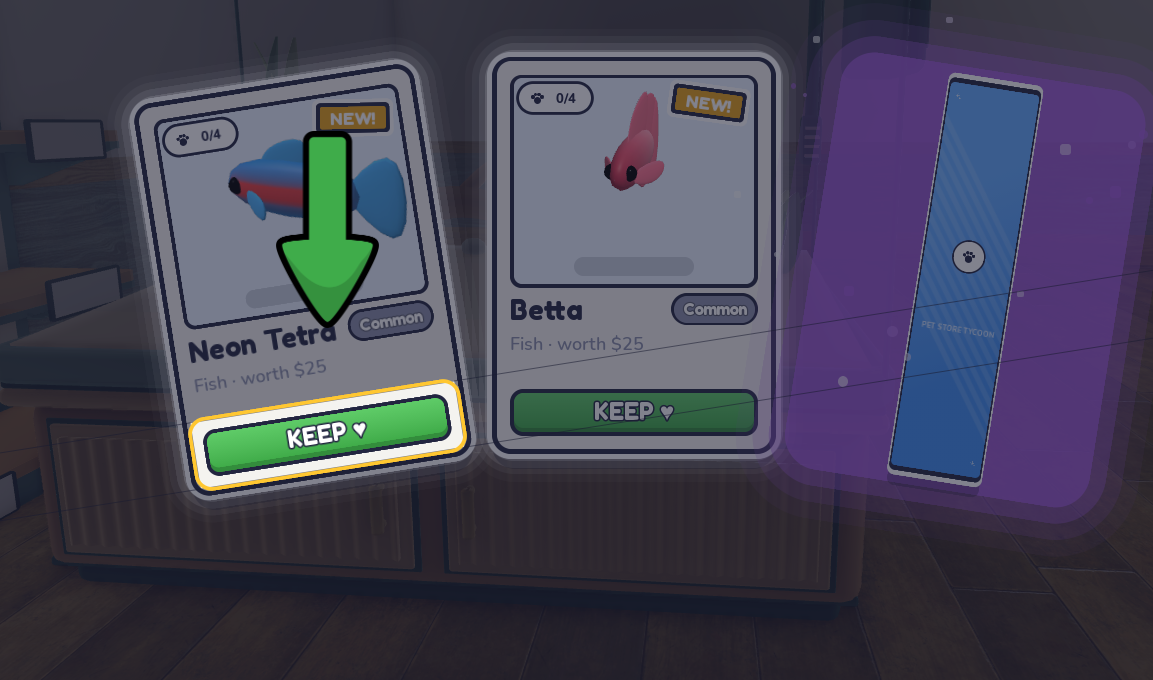 0/4
NEW!
Neon Tetra
Common
Fish · worth $25
KEEP ♥
0/4
NEW!
Betta
Common
Fish · worth $25
KEEP ♥
PET STORE TYCOON